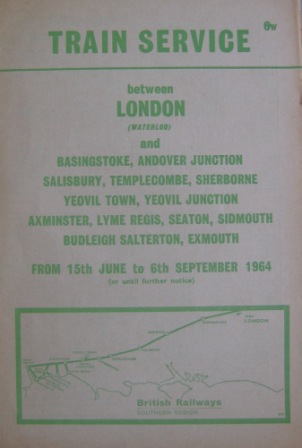 6w
TRAIN SERVICE
between
LONDON
(WATERLOO)
and
BASINGSTOKE, ANDOVER JUNCTION
SALISBURY, TEMPLECOMBE, SHERBORNE
YEOVIL TOWN, YEOVIL JUNCTION
AXMINSTER, LYME REGIS, SEATON, SIDMOUTH
BUDLEIGH SALTERTON, EXMOUTH
FROM 15th JUNE to 6th SEPTEMBER 1964
(or until further notice)
LONDON
British Railways
SOUTHERN REGION